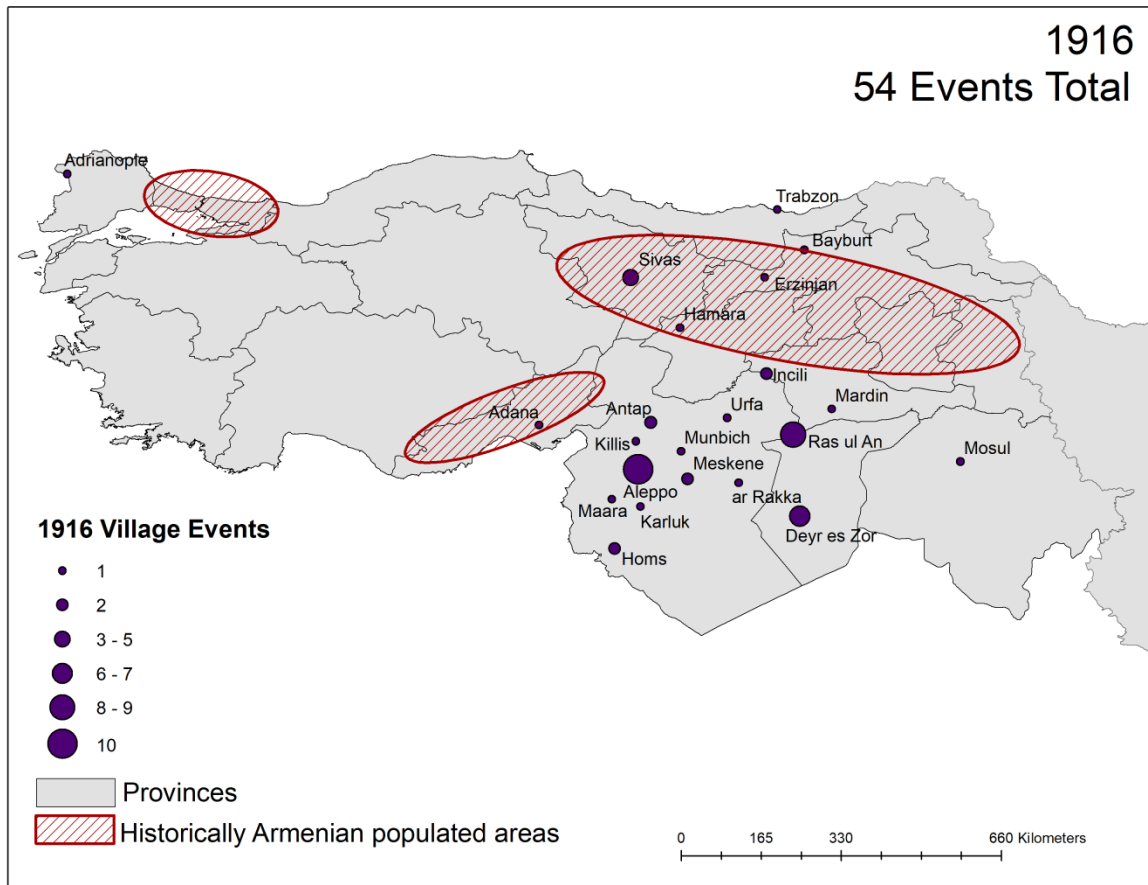 1916
54 Events Total
Adrianople
Trabzon
Bayburt
Sivas
Erzinjan
Hamara
Incili
Mardin
Adana
Antap
Urfa
Killis
Munbich
Ras ul An
Mosul
Meskene
Aleppo
ar Rakka
Maara
Karluk
Deyr es Zor
Homs
1916 Village Events
1
2
3 - 5
6 - 7
8 - 9
10
Provinces
Historically Armenian populated areas
0 165 330 660 Kilometers